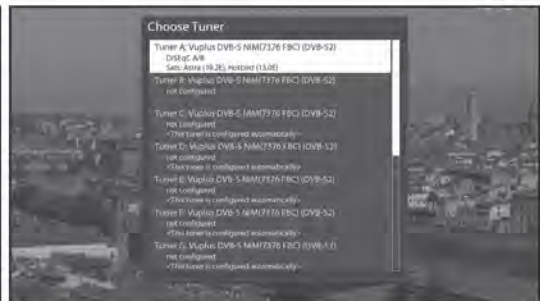 Choose Tuner
Tuner A: Vuplus DVB-S NIM(7376 FBC) (DVB-S2)
DiSEqC A/B
Sats: Astra (19.2E), Hotbird (13.0E)
Tuner B: Vuplus DVB-S NIM(7376 FBC) (DVB-S2)
not configured
Tuner C: Vuplus DVB-S NIM(7376 FBC) (DVB-S2)
not configured
<This tuner is configured automatically>
Tuner D: Vuplus DVB-S NIM(7376 FBC) (DVB-S2)
not configured
<This tuner is configured automatically>
Tuner E: Vuplus DVB-S NIM(7376 FBC) (DVB-S2)
not configured
<This tuner is configured automatically>
Tuner F: Vuplus DVB-S NIM(7376 FBC) (DVB-S2)
not configured
<This tuner is configured automatically>
Tuner G: Vuplus DVB-S NIM(7376 FBC) (DVB-S2)
not configured
<This tuner is configured automatically>